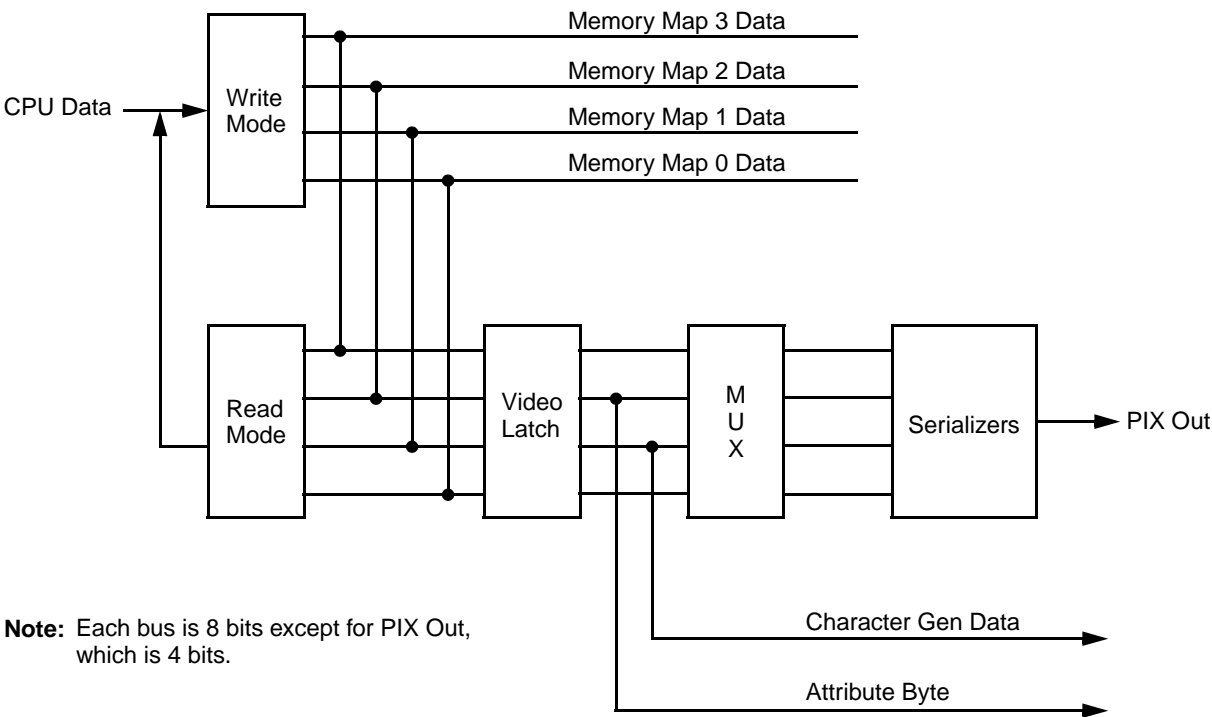 Memory Map 3 Data
Memory Map 2 Data
CPU Data
Write
Mode
Memory Map 1 Data
Memory Map 0 Data
Read
Mode
Video
Latch
M
U
X
Serializers
PIX Out
Note: Each bus is 8 bits except for PIX Out,
which is 4 bits.
Character Gen Data
Attribute Byte